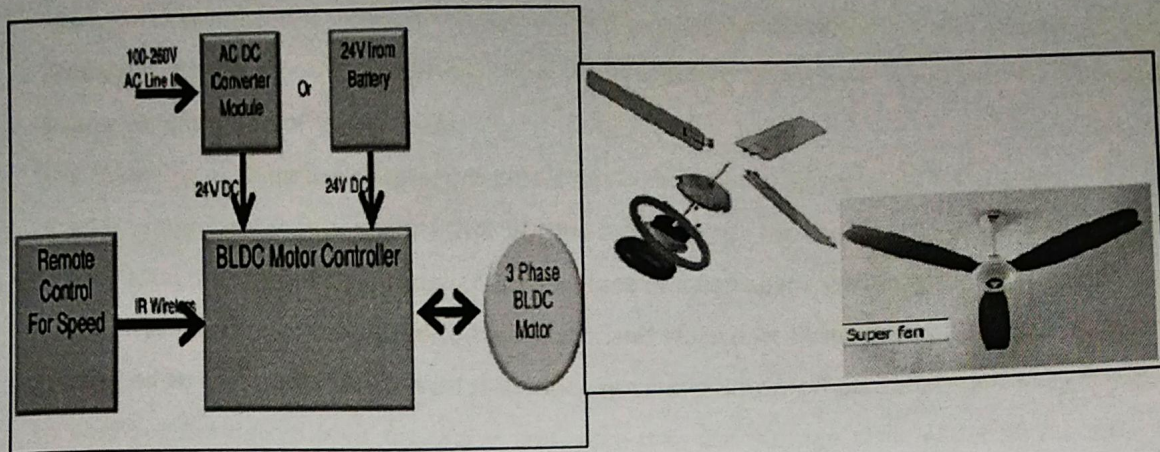 100-260V
AC Line I
AC DC
Converter
Module
Or
24V from
Battery
24V DC
24V DC
Remote
Control
For Speed
IR Wireless
BLDC Motor Controller
3 Phase
BLDC
Motor
Super fan